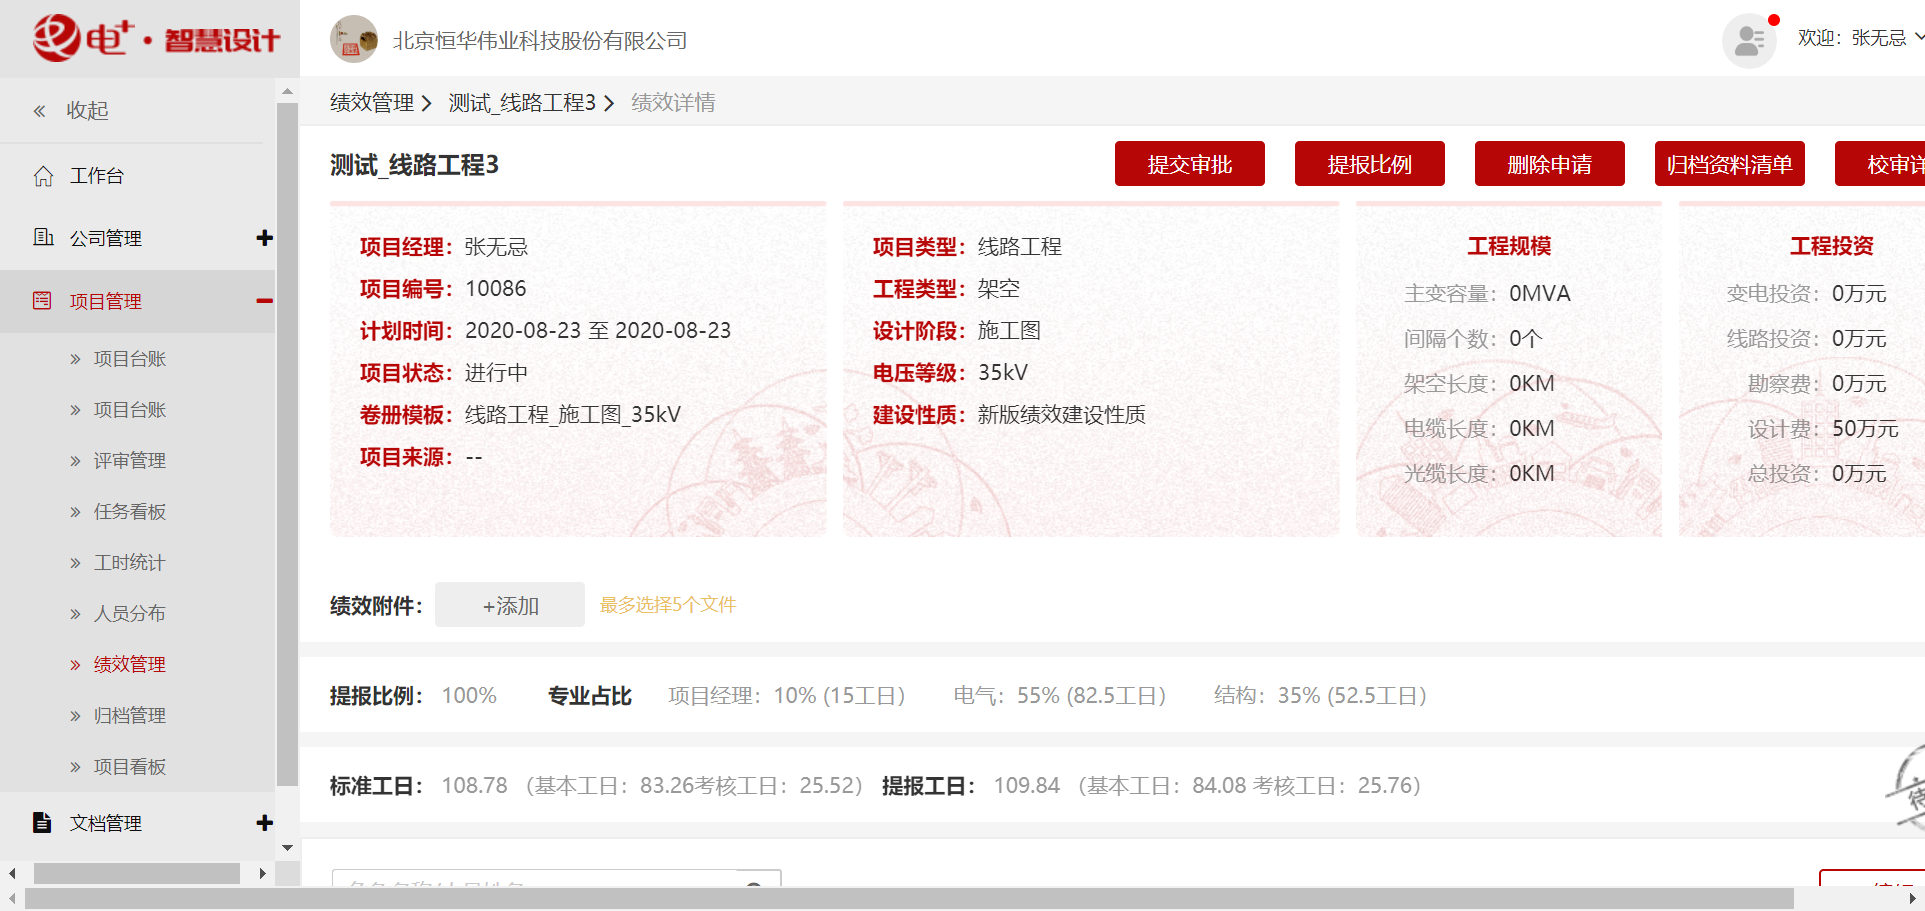 电+·智慧设计
北京恒华伟业科技股份有限公司
欢迎：张无忌
« 收起
工作台
公司管理
项目管理
项目台账
项目台账
评审管理
任务看板
工时统计
人员分布
绩效管理
归档管理
项目看板
文档管理
绩效管理 > 测试_线路工程3 > 绩效详情
测试_线路工程3
提交审批
提报比例
删除申请
归档资料清单
校审详
项目经理：张无忌
项目编号：10086
计划时间：2020-08-23 至 2020-08-23
项目状态：进行中
卷册模板：线路工程_施工图_35kV
项目来源：--
项目类型：线路工程
工程类型：架空
设计阶段：施工图
电压等级：35kV
建设性质：新版绩效建设性质
工程规模
主变容量：0MVA
间隔个数：0个
架空长度：0KM
电缆长度：0KM
光缆长度：0KM
工程投资
变电投资：0万元
线路投资：0万元
勘察费：0万元
设计费：50万元
总投资：0万元
绩效附件： +添加 最多选择5个文件
提报比例： 100% 专业占比 项目经理：10% (15工日) 电气：55% (82.5工日) 结构：35% (52.5工日)
标准工日： 108.78 （基本工日：83.26考核工日：25.52） 提报工日： 109.84 （基本工日：84.08 考核工日：25.76）
待